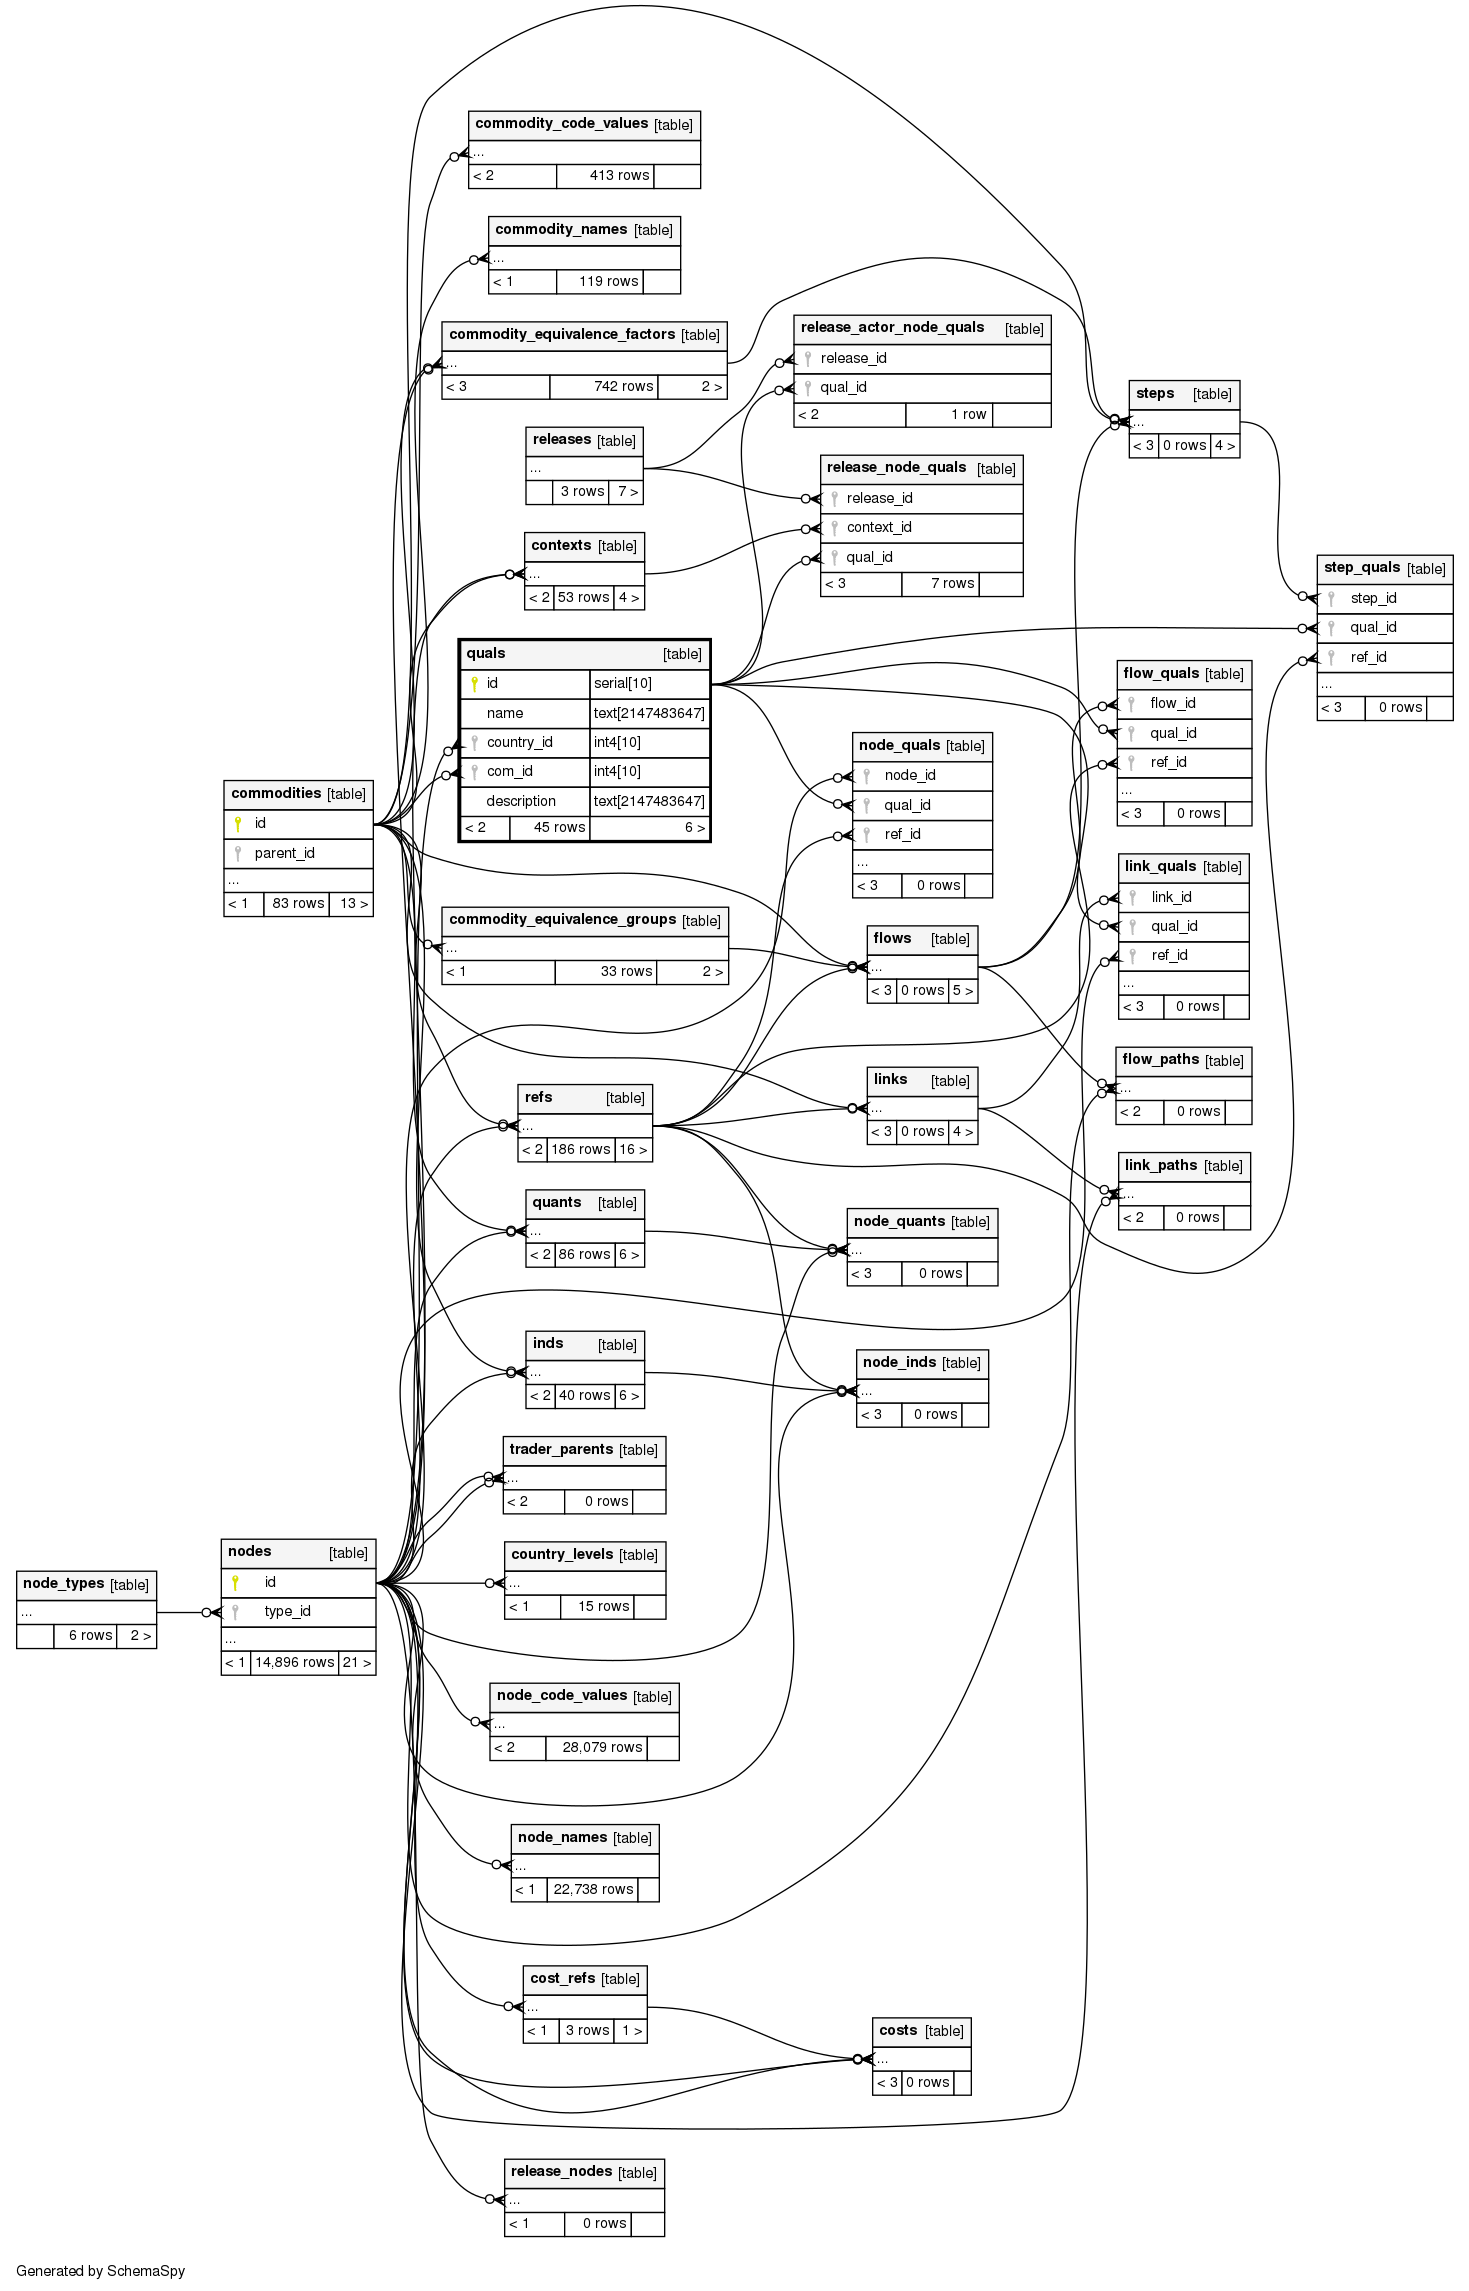 commodity_code_values [table]
...
< 2 413 rows
commodity_names [table]
...
< 1 119 rows
commodity_equivalence_factors [table]
...
< 3 742 rows 2 >
release_actor_node_quals [table]
release_id
qual_id
< 2 1 row
steps [table]
...
< 3 0 rows 4 >
releases [table]
...
3 rows 7 >
release_node_quals [table]
release_id
context_id
qual_id
< 3 7 rows
contexts [table]
...
< 2 53 rows 4 >
step_quals [table]
step_id
qual_id
ref_id
...
< 3 0 rows
quals [table]
id serial[10]
name text[2147483647]
country_id int4[10]
com_id int4[10]
description text[2147483647]
< 2 45 rows 6 >
flow_quals [table]
flow_id
qual_id
ref_id
...
< 3 0 rows
node_quals [table]
node_id
qual_id
ref_id
...
< 3 0 rows
commodities [table]
id
parent_id
...
< 1 83 rows 13 >
link_quals [table]
link_id
qual_id
ref_id
...
< 3 0 rows
commodity_equivalence_groups [table]
...
< 1 33 rows 2 >
flows [table]
...
< 3 0 rows 5 >
flow_paths [table]
...
< 2 0 rows
links [table]
...
< 3 0 rows 4 >
refs [table]
...
< 2 186 rows 16 >
link_paths [table]
...
< 2 0 rows
quants [table]
...
< 2 86 rows 6 >
node_quants [table]
...
< 3 0 rows
inds [table]
...
< 2 40 rows 6 >
node_inds [table]
...
< 3 0 rows
trader_parents [table]
...
< 2 0 rows
nodes [table]
id
type_id
...
< 1 14,896 rows 21 >
country_levels [table]
...
< 1 15 rows
node_types [table]
...
6 rows 2 >
node_code_values [table]
...
< 2 28,079 rows
node_names [table]
...
< 1 22,738 rows
cost_refs [table]
...
< 1 3 rows 1 >
costs [table]
...
< 3 0 rows
release_nodes [table]
...
< 1 0 rows
Generated by SchemaSpy